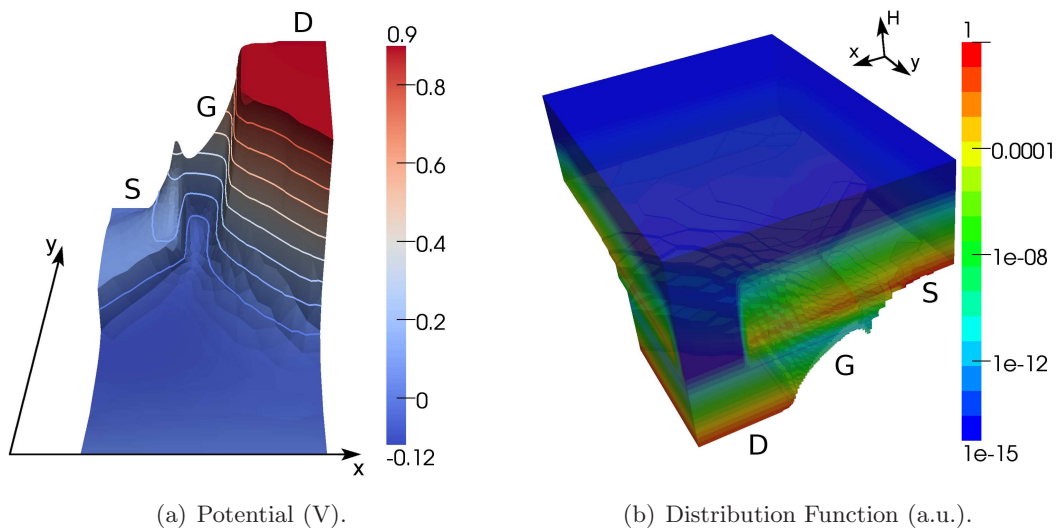 D
0.9
0.8
G
0.6
S
0.4
y
0.2
0
-0.12
x
(a) Potential (V).
H
x
y
1
0.0001
1e-08
S
1e-12
G
D
1e-15
(b) Distribution Function (a.u.).